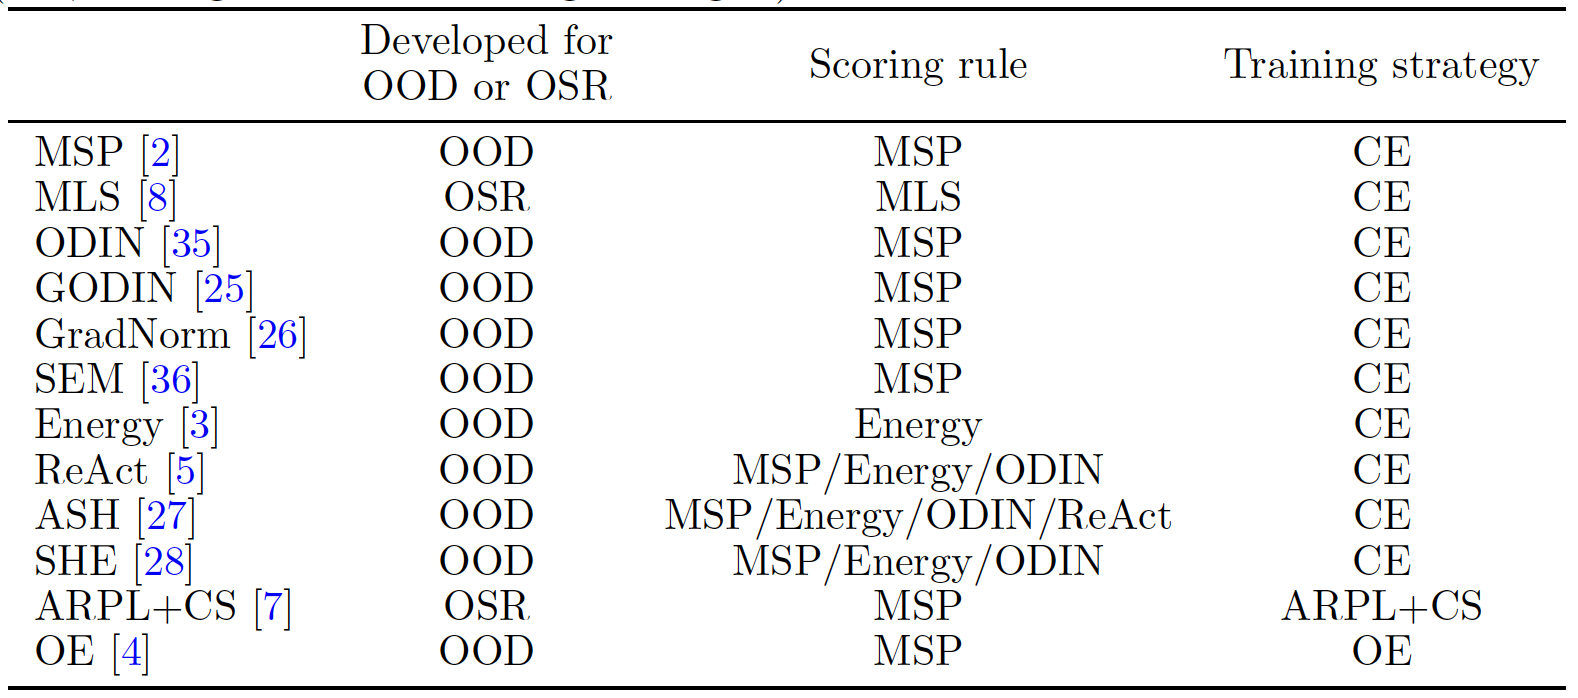 Developed for
OOD or OSR Scoring rule Training strategy
MSP [2] OOD MSP CE
MLS [8] OSR MLS CE
ODIN [35] OOD MSP CE
GODIN [25] OOD MSP CE
GradNorm [26] OOD MSP CE
SEM [36] OOD MSP CE
Energy [3] OOD Energy CE
ReAct [5] OOD MSP/Energy/ODIN CE
ASH [27] OOD MSP/Energy/ODIN/ReAct CE
SHE [28] OOD MSP/Energy/ODIN CE
ARPL+CS [7] OSR MSP ARPL+CS
OE [4] OOD MSP OE